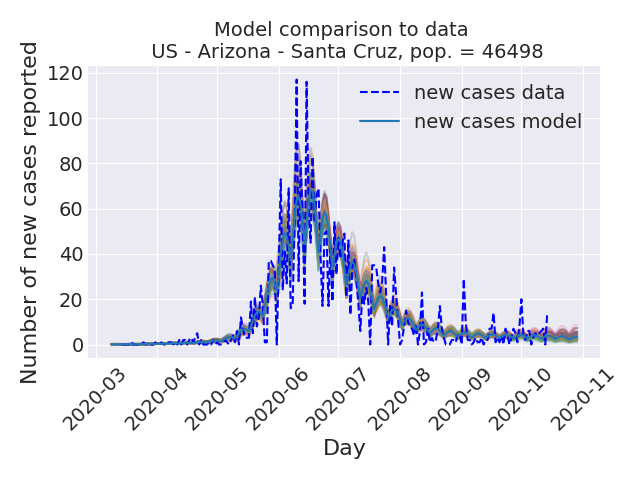 Model comparison to data
US - Arizona - Santa Cruz, pop. = 46498
Number of new cases reported
120
100
80
60
40
20
0
new cases data
new cases model
2020-03
2020-04
2020-05
2020-06
2020-07
2020-08
2020-09
2020-10
2020-11
Day